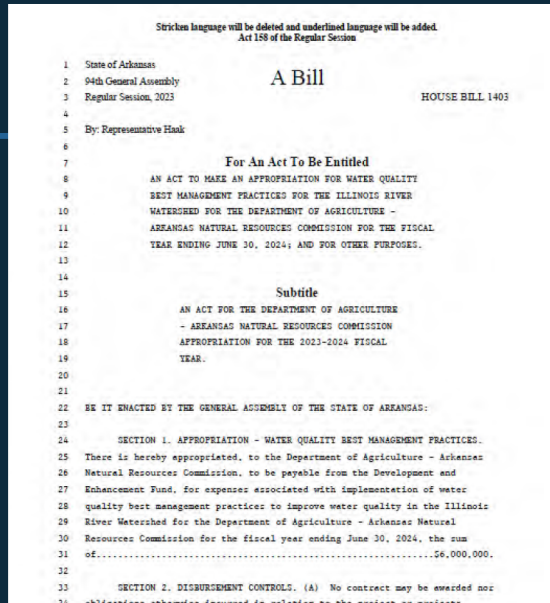 Stricken language will be deleted and underlined language will be added.
Act 158 of the Regular Session
1 State of Arkansas
2 94th General Assembly A Bill
3 Regular Session, 2023 HOUSE BILL 1403
4
5 By: Representative Haak
6
7 For An Act To Be Entitled
8 AN ACT TO MAKE AN APPROPRIATION FOR WATER QUALITY
9 BEST MANAGEMENT PRACTICES FOR THE ILLINOIS RIVER
10 WATERSHED FOR THE DEPARTMENT OF AGRICULTURE -
11 ARKANSAS NATURAL RESOURCES COMMISSION FOR THE FISCAL
12 YEAR ENDING JUNE 30, 2024; AND FOR OTHER PURPOSES.
13
14
15 Subtitle
16 AN ACT FOR THE DEPARTMENT OF AGRICULTURE
17 - ARKANSAS NATURAL RESOURCES COMMISSION
18 APPROPRIATION FOR THE 2023-2024 FISCAL
19 YEAR.
20
21
22 BE IT ENACTED BY THE GENERAL ASSEMBLY OF THE STATE OF ARKANSAS:
23
24 SECTION 1. APPROPRIATION - WATER QUALITY BEST MANAGEMENT PRACTICES.
25 There is hereby appropriated, to the Department of Agriculture - Arkansas
26 Natural Resources Commission, to be payable from the Development and
27 Enhancement Fund, for expenses associated with implementation of water
28 quality best management practices to improve water quality in the Illinois
29 River Watershed for the Department of Agriculture - Arkansas Natural
30 Resources Commission for the fiscal year ending June 30, 2024, the sum
31 of......................................................$6,000,000.
32
33 SECTION 2. DISBURSEMENT CONTROLS. (A) No contract may be awarded nor
34 obligations otherwise incurred in relation to the project or projects